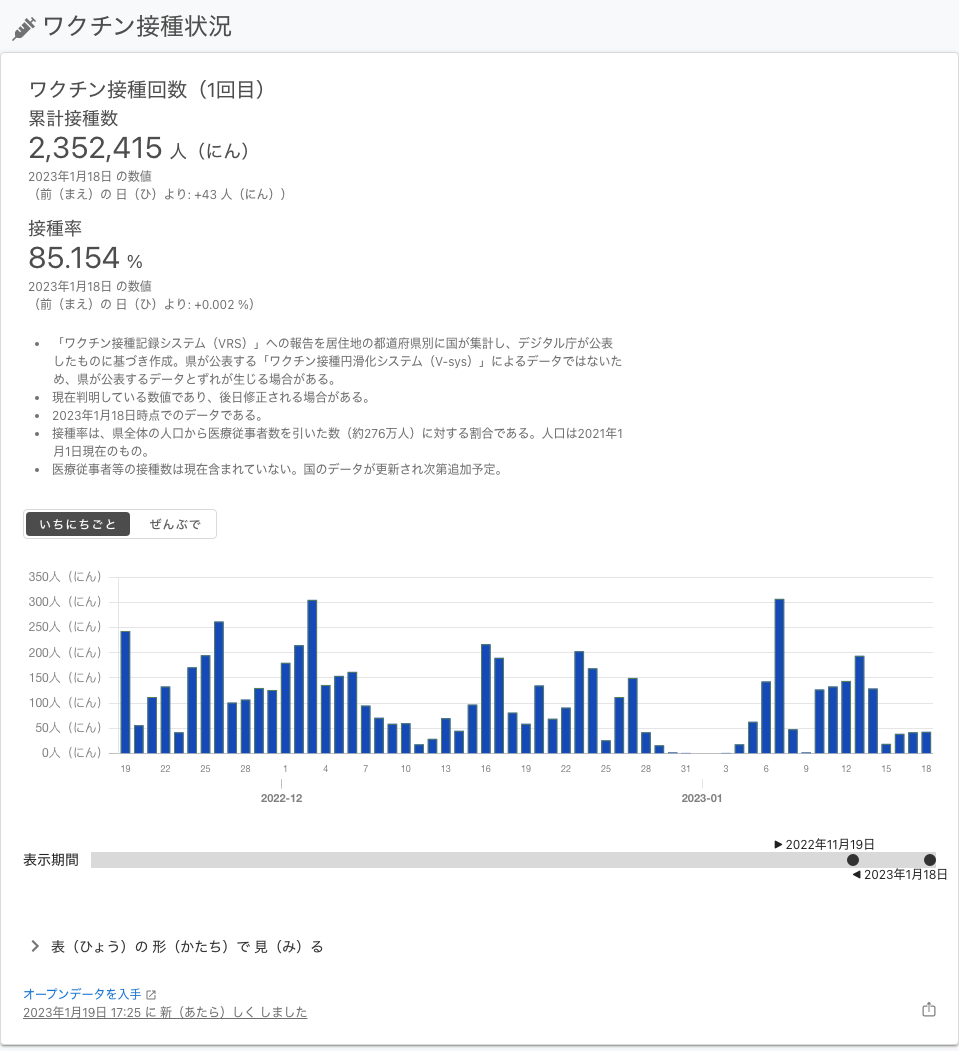 ワクチン接種状況
ワクチン接種回数（1回目）
累計接種数
2,352,415 人（にん）
2023年1月18日 の数値
（前（まえ）の 日（ひ）より: +43 人（にん））
接種率
85.154 %
2023年1月18日 の数値
（前（まえ）の 日（ひ）より: +0.002 %）
• 「ワクチン接種記録システム（VRS）」への報告を居住地の都道府県別に国が集計し、デジタル庁が公表
したものに基づき作成。県が公表する「ワクチン接種円滑化システム（V-sys）」によるデータではないた
め、県が公表するデータとずれが生じる場合がある。
• 現在判明している数値であり、後日修正される場合がある。
• 2023年1月18日時点でのデータである。
• 接種率は、県全体の人口から医療従事者数を引いた数（約276万人）に対する割合である。人口は2021年1
月1日現在のもの。
• 医療従事者等の接種数は現在含まれていない。国のデータが更新され次第追加予定。
いちにちごと ぜんぶで
350人（にん）
300人（にん）
250人（にん）
200人（にん）
150人（にん）
100人（にん）
50人（にん）
0人（にん）
19 22 25 28 1 4 7 10 13 16 19 22 25 28 31 3 6 9 12 15 18
2022-12 2023-01
▶ 2022年11月19日
表示期間
◀ 2023年1月18日
表（ひょう）の 形（かたち）で 見（み）る
オープンデータを入手
2023年1月19日 17:25 に 新（あたら）しく しました